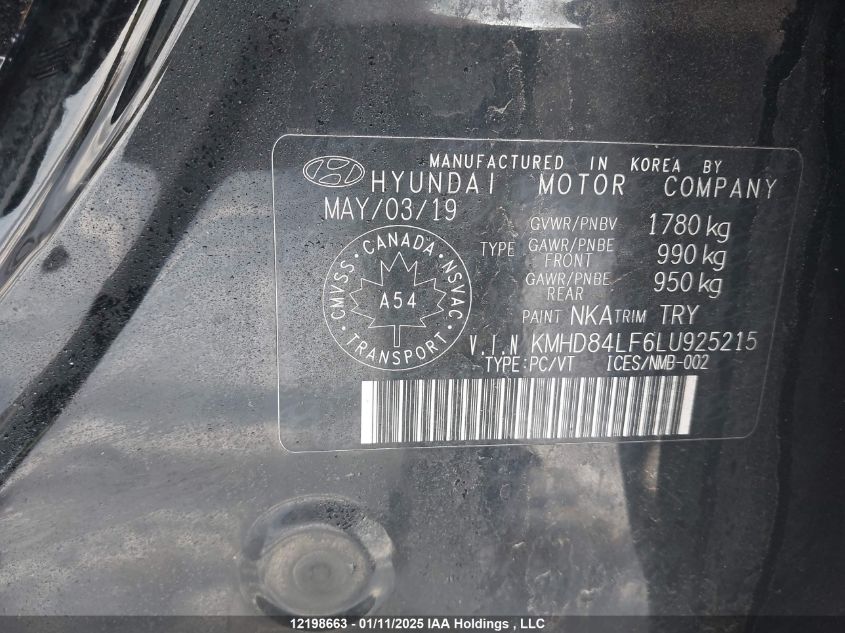 MANUFACTURED IN KOREA BY
HYUNDAI MOTOR COMPANY
MAY/03/19
GVWR/PNBV 1780 kg
TYPE GAWR/PNBE FRONT 990 kg
GAWR/PNBE REAR 950 kg
CMVSS · CANADA · NSVAC
A54
TRANSPORT
PAINT NKA TRIM TRY
V.I.N KMHD84LF6LU925215
TYPE:PC/VT ICES/NMB-002
12198663 - 01/11/2025 IAA Holdings , LLC